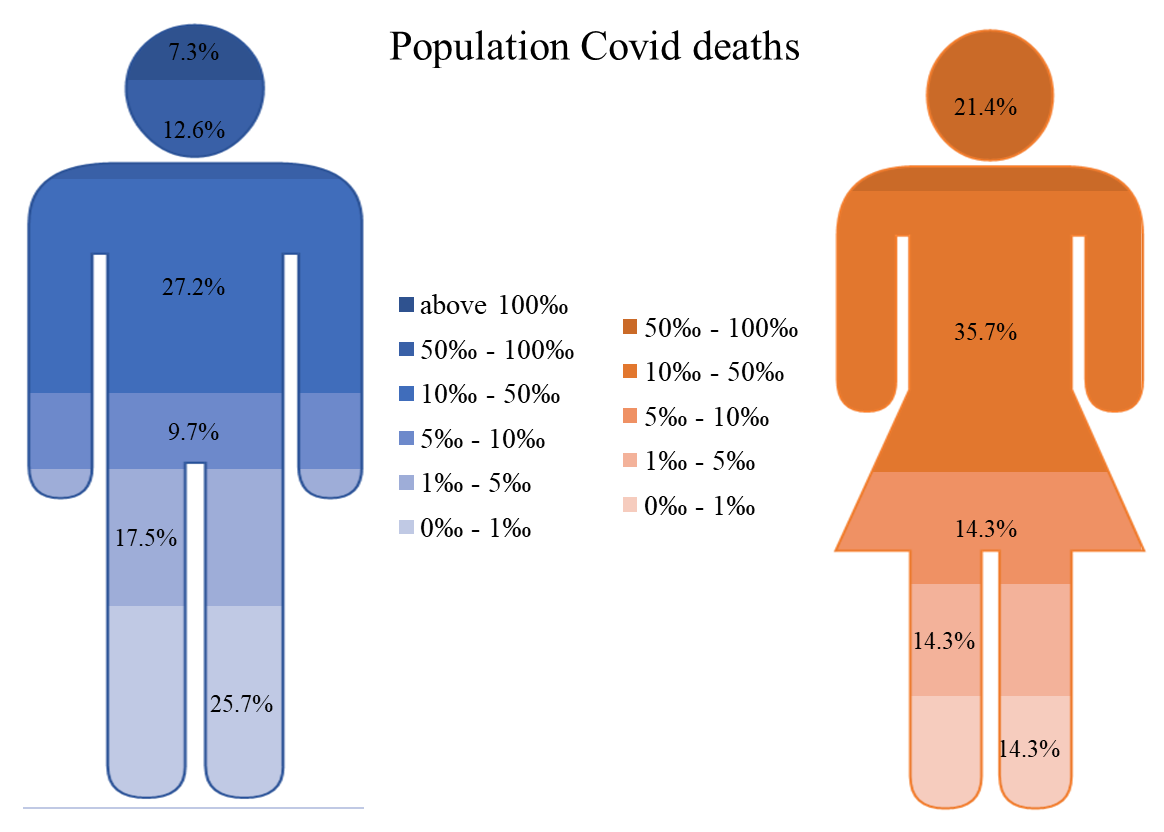 Population Covid deaths
7.3%
12.6%
27.2%
9.7%
17.5%
25.7%
above 100‰
50‰ - 100‰
10‰ - 50‰
5‰ - 10‰
1‰ - 5‰
0‰ - 1‰
50‰ - 100‰
10‰ - 50‰
5‰ - 10‰
1‰ - 5‰
0‰ - 1‰
21.4%
35.7%
14.3%
14.3%
14.3%